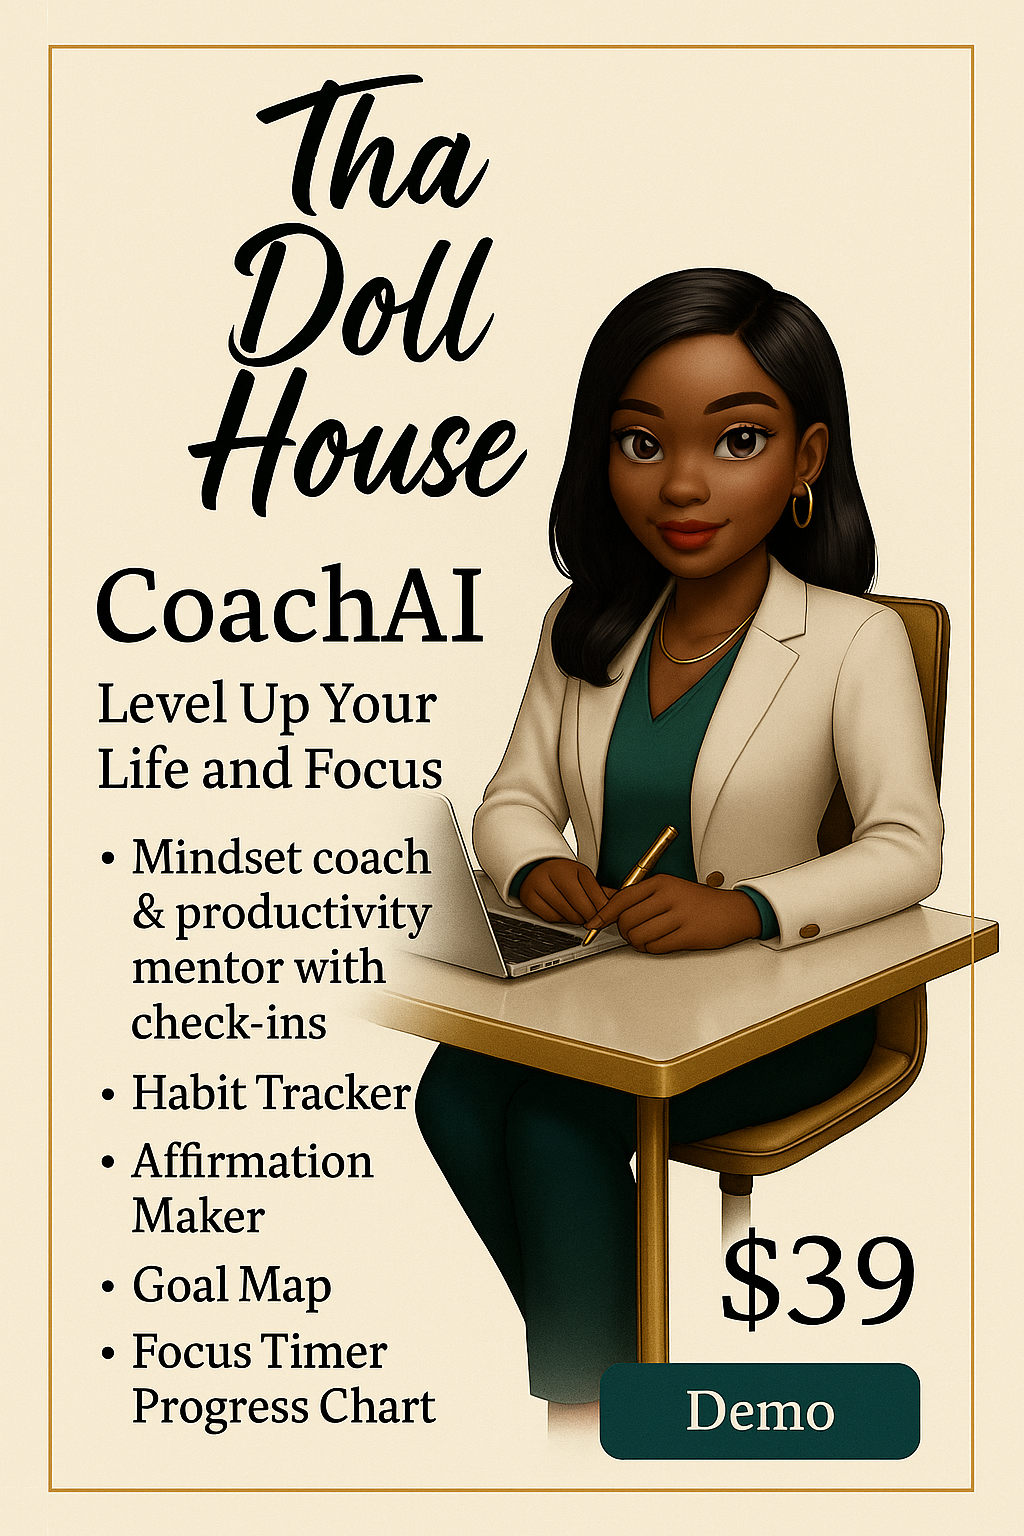 Tha
Doll
House
CoachAI
Level Up Your
Life and Focus
• Mindset coach
& productivity
mentor with
check-ins
• Habit Tracker
• Affirmation
Maker
• Goal Map
• Focus Timer
Progress Chart
$39
Demo